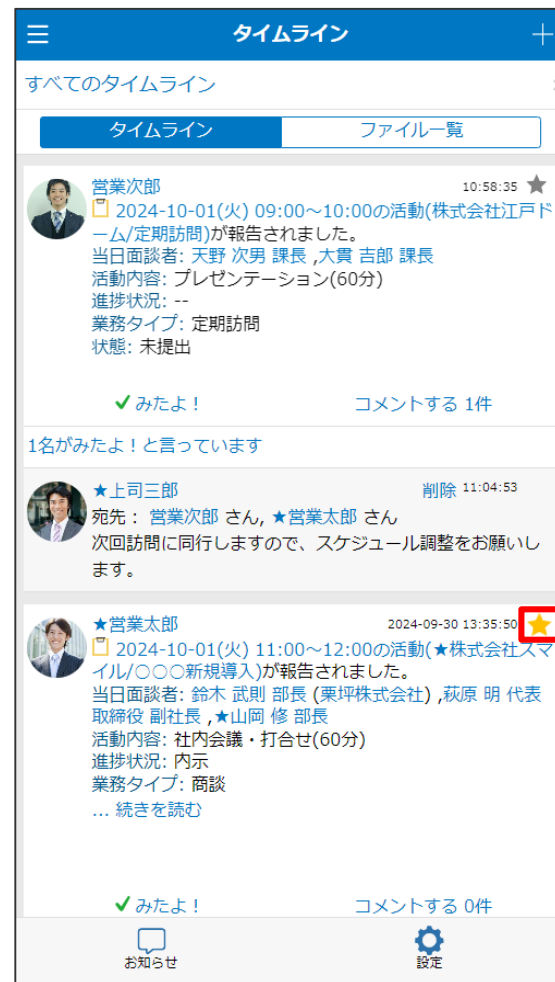 タイムライン
すべてのタイムライン
タイムライン ファイル一覧
営業次郎 10:58:35
2024-10-01(火) 09:00～10:00の活動(株式会社江戸ド
ーム/定期訪問)が報告されました。
当日面談者: 天野 次男 課長 ,大貫 吉郎 課長
活動内容: プレゼンテーション(60分)
進捗状況: --
業務タイプ: 定期訪問
状態: 未提出
みたよ！ コメントする 1件
1名がみたよ！と言っています
★上司三郎 削除 11:04:53
宛先： 営業次郎 さん, ★営業太郎 さん
次回訪問に同行しますので、スケジュール調整をお願いし
ます。
★営業太郎 2024-09-30 13:35:50
2024-10-01(火) 11:00～12:00の活動(★株式会社スマ
イル/○○○新規導入)が報告されました。
当日面談者: 鈴木 武則 部長 (栗坪株式会社) ,萩原 明 代表
取締役 副社長 ,★山岡 修 部長
活動内容: 社内会議・打合せ(60分)
進捗状況: 内示
業務タイプ: 商談
... 続きを読む
みたよ！ コメントする 0件
お知らせ 設定